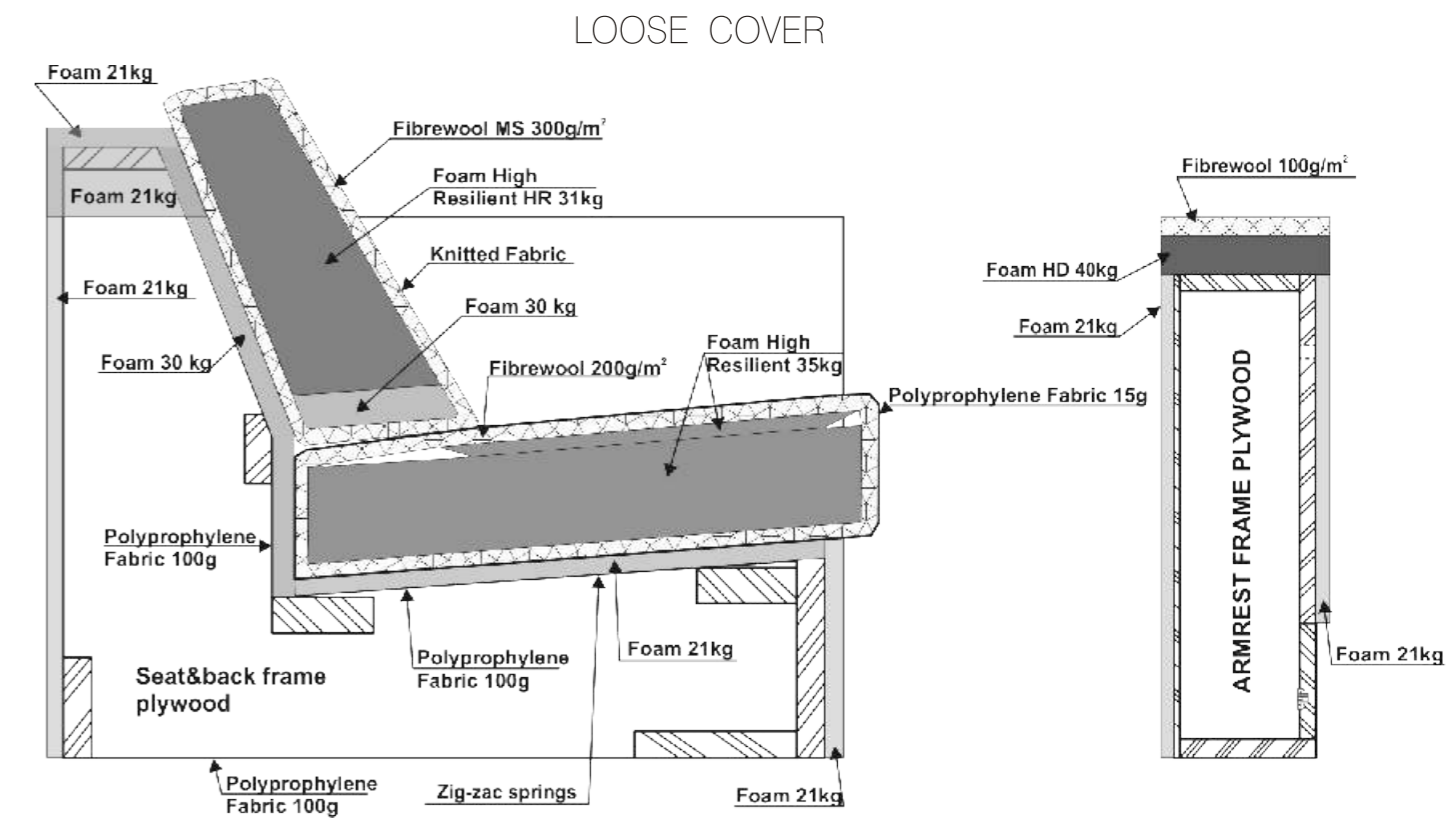 LOOSE COVER
Foam 21kg
Fibrewool MS 300g/m²
Foam High
Resilient HR 31kg
Foam 21kg
Knitted Fabric
Foam 21kg
Foam 30 kg
Foam 30 kg
Foam High
Resilient 35kg
Fibrewool 200g/m²
Polyprophylene Fabric 15g
Polyprophylene
Fabric 100g
Foam 21kg
Polyprophylene
Fabric 100g
Seat&back frame
plywood
Polyprophylene
Fabric 100g
Zig-zac springs
Foam 21kg
Fibrewool 100g/m²
Foam HD 40kg
Foam 21kg
ARMREST FRAME PLYWOOD
Foam 21kg